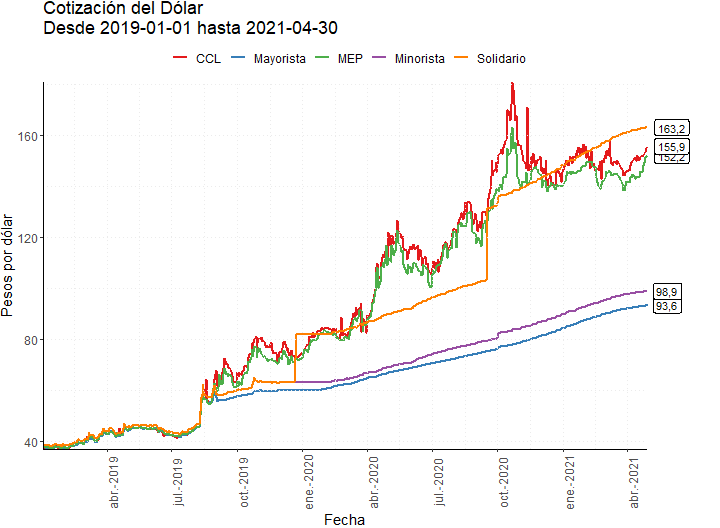 Cotización del Dólar
Desde 2019-01-01 hasta 2021-04-30
CCL Mayorista MEP Minorista Solidario
Pesos por dólar
160
120
80
40
163,2
155,9
152,2
98,9
93,6
abr.-2019 jul.-2019 oct.-2019 ene.-2020 abr.-2020 jul.-2020 oct.-2020 ene.-2021 abr.-2021
Fecha